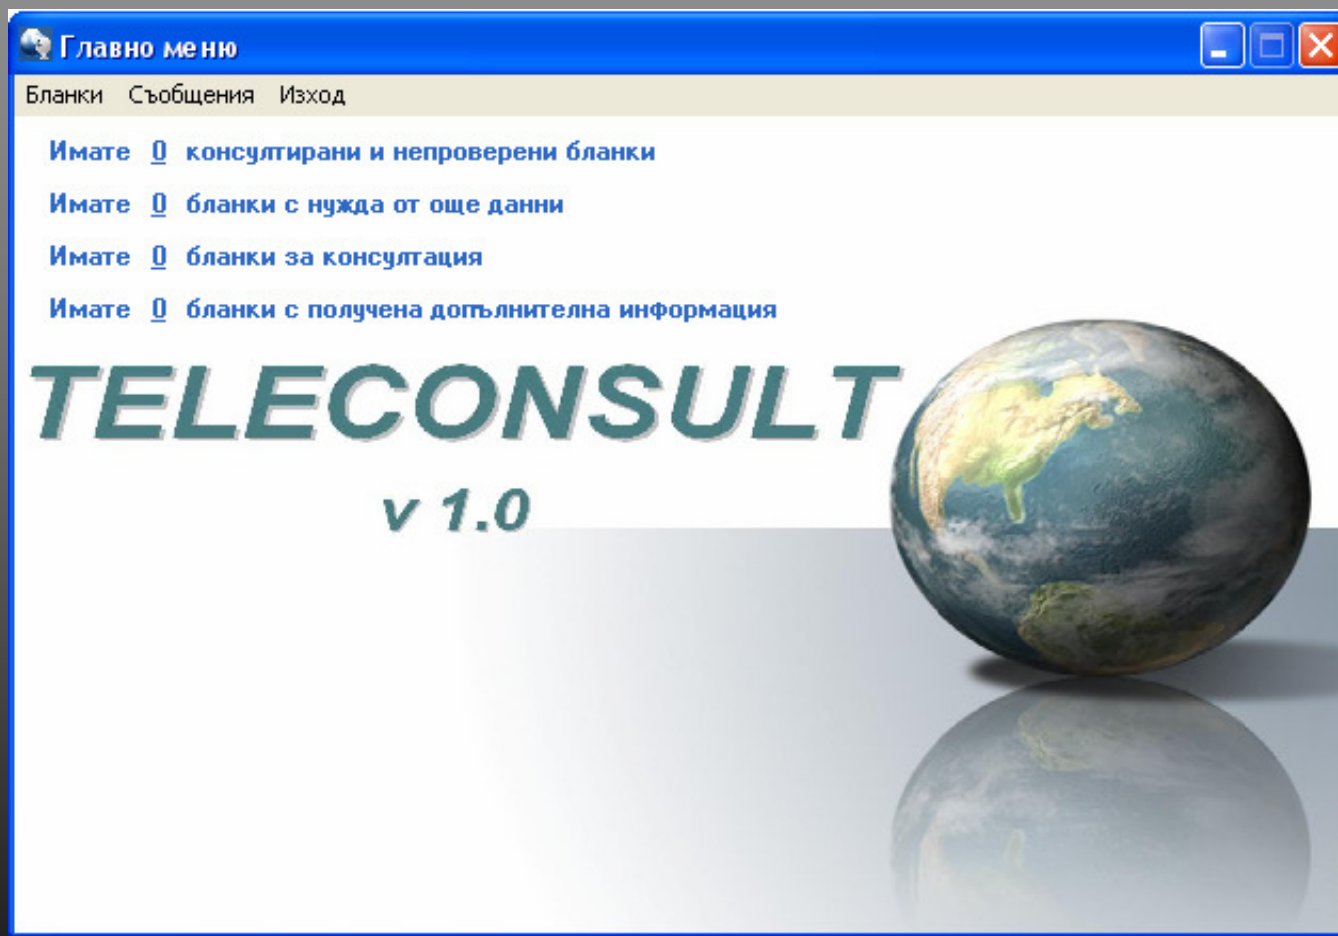 Главно меню
Бланки Съобщения Изход
Имате 0 консултирани и непроверени бланки
Имате 0 бланки с нужда от още данни
Имате 0 бланки за консултация
Имате 0 бланки с получена допълнителна информация
TELECONSULT
v 1.0